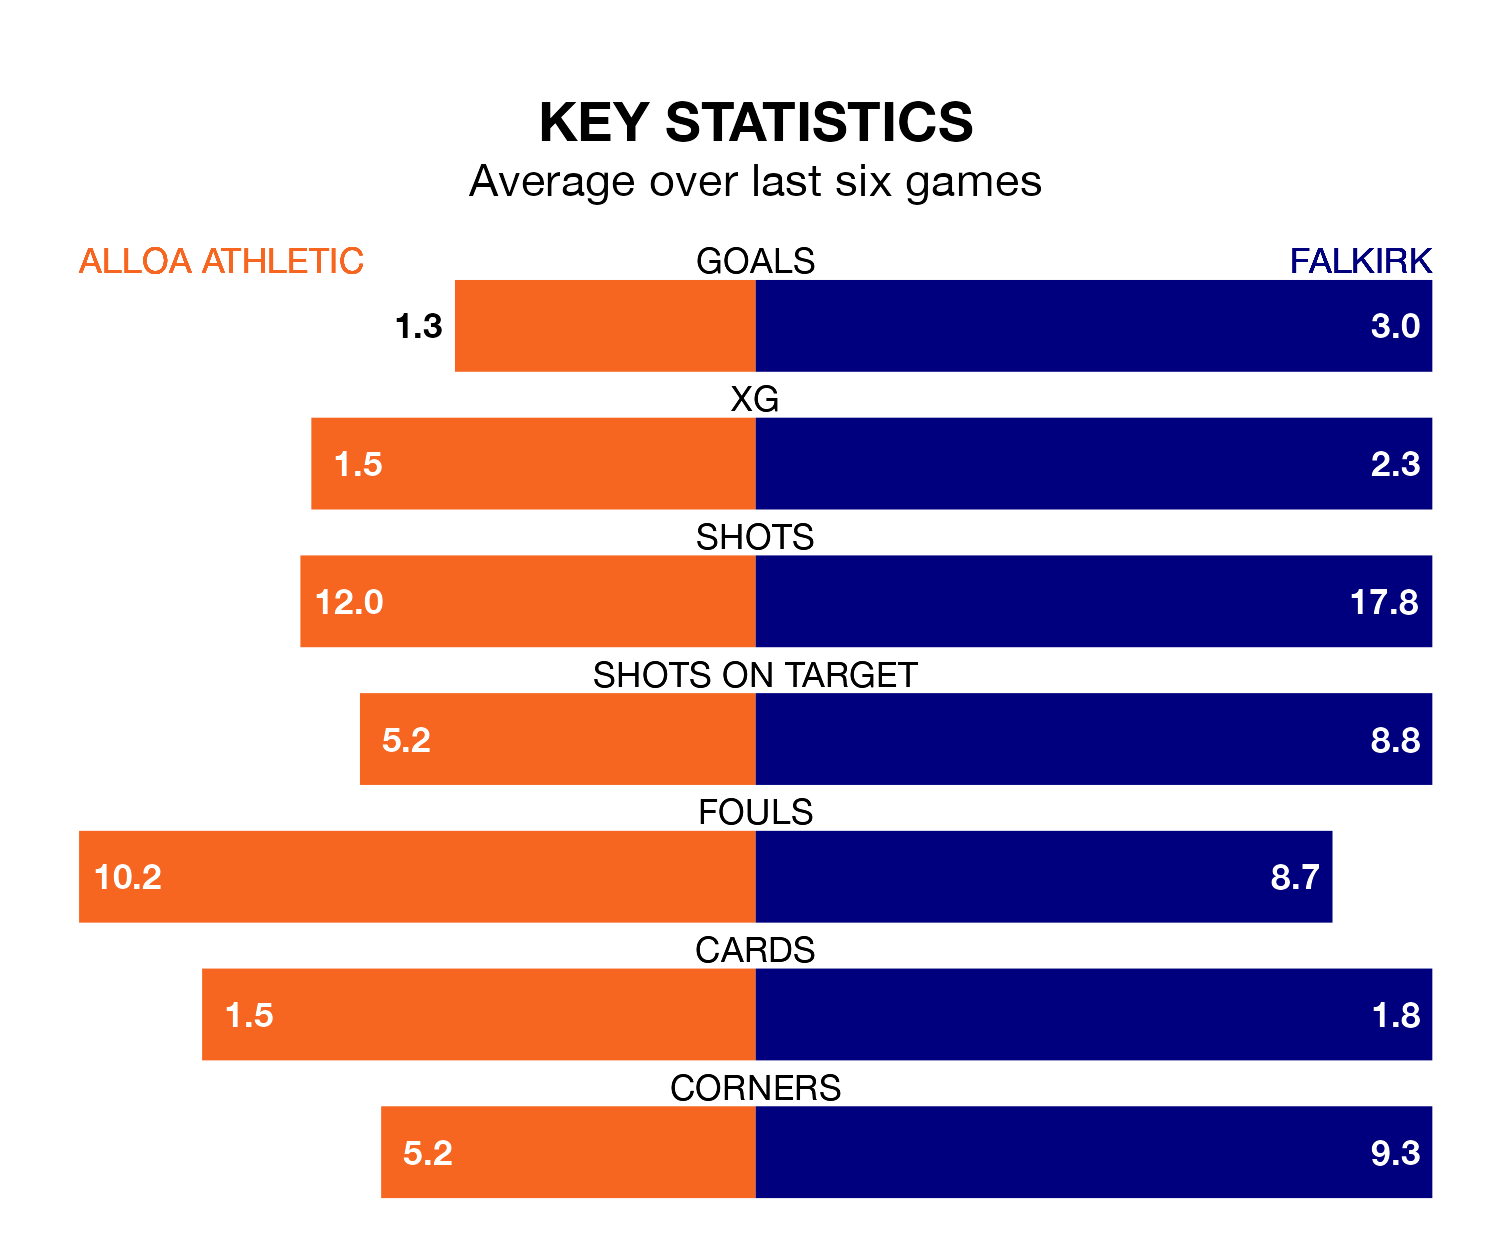 KEY STATISTICS
Average over last six games
ALLOA ATHLETIC GOALS FALKIRK
1.3 3.0
XG
1.5 2.3
SHOTS
12.0 17.8
SHOTS ON TARGET
5.2 8.8
FOULS
10.2 8.7
CARDS
1.5 1.8
CORNERS
5.2 9.3